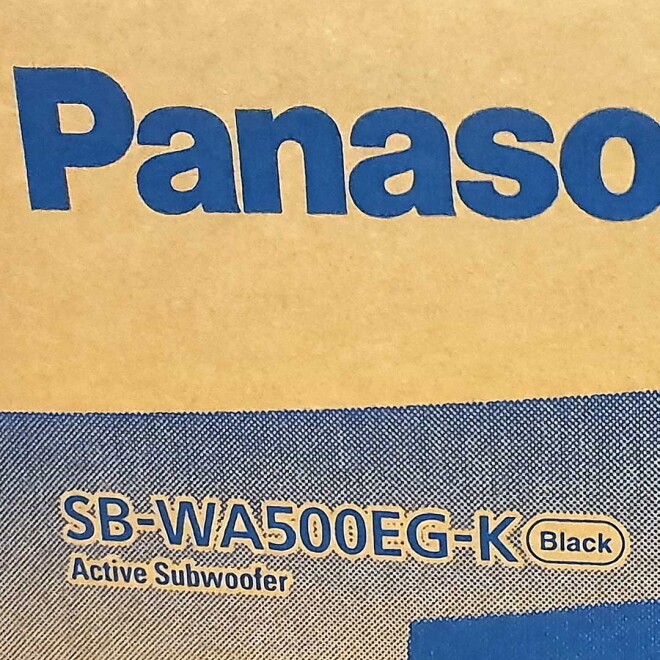 Panaso
SB-WA500EG-K Black
Active Subwoofer